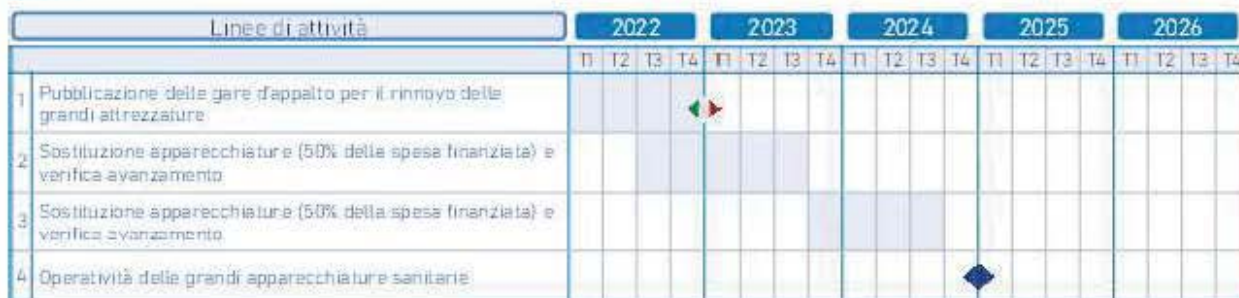 Linee di attività 2022 2023 2024 2025 2026
T1 T2 T3 T4 T1 T2 T3 T4 T1 T2 T3 T4 T1 T2 T3 T4 T1 T2 T3 T4
1 Pubblicazione delle gare d'appalto per il rinnovo delle
grandi attrezzature
2 Sostituzione apparecchiature (50% della spesa finanziata) e
verifica avanzamento
3 Sostituzione apparecchiature (50% della spesa finanziata) e
verifica avanzamento
4 Operatività delle grandi apparecchiature sanitarie